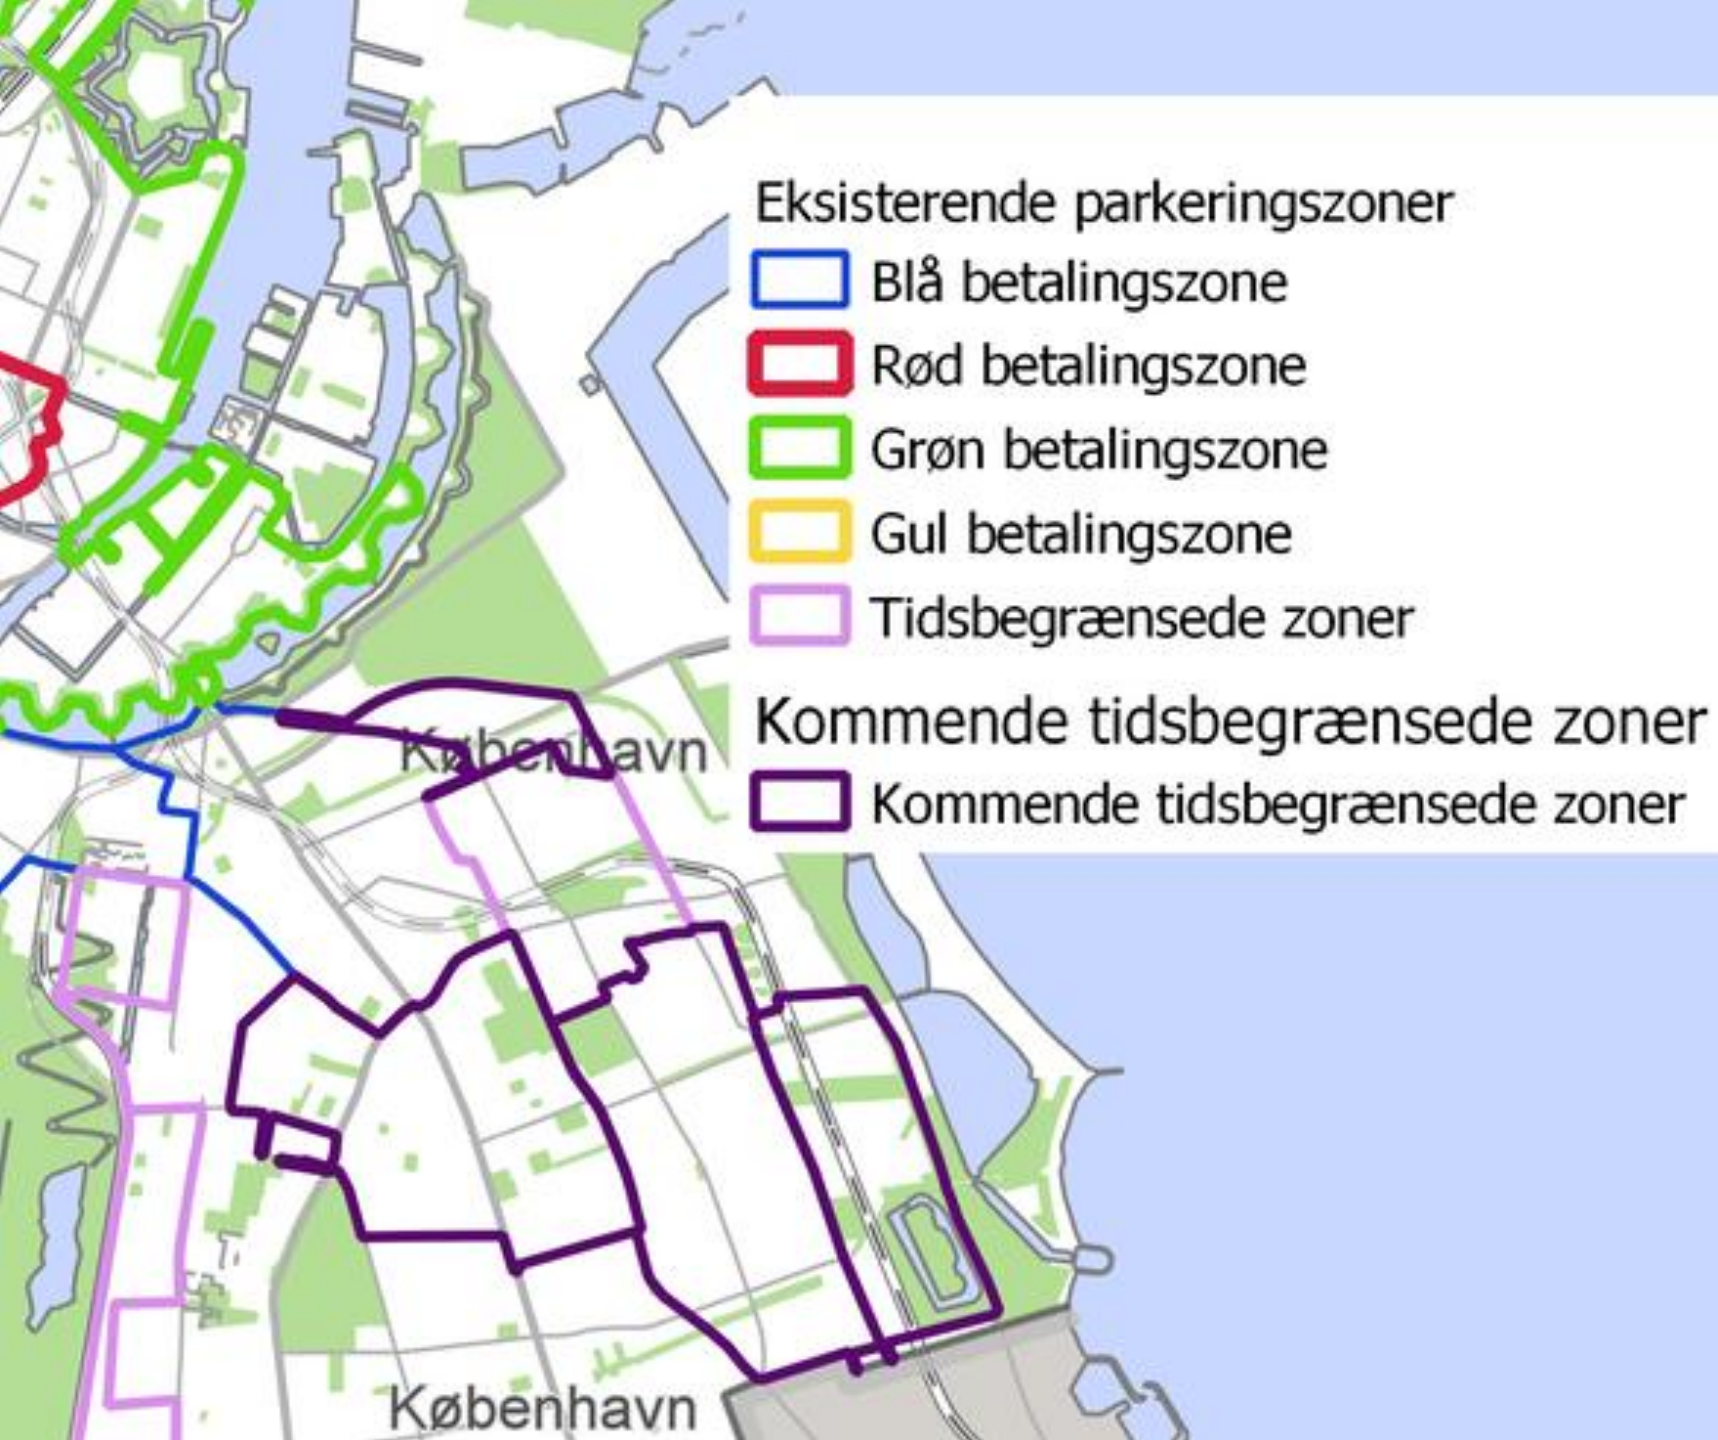 Eksisterende parkeringszoner
Blå betalingszone
Rød betalingszone
Grøn betalingszone
Gul betalingszone
Tidsbegrænsede zoner
Kommende tidsbegrænsede zoner
Kommende tidsbegrænsede zoner
København
København